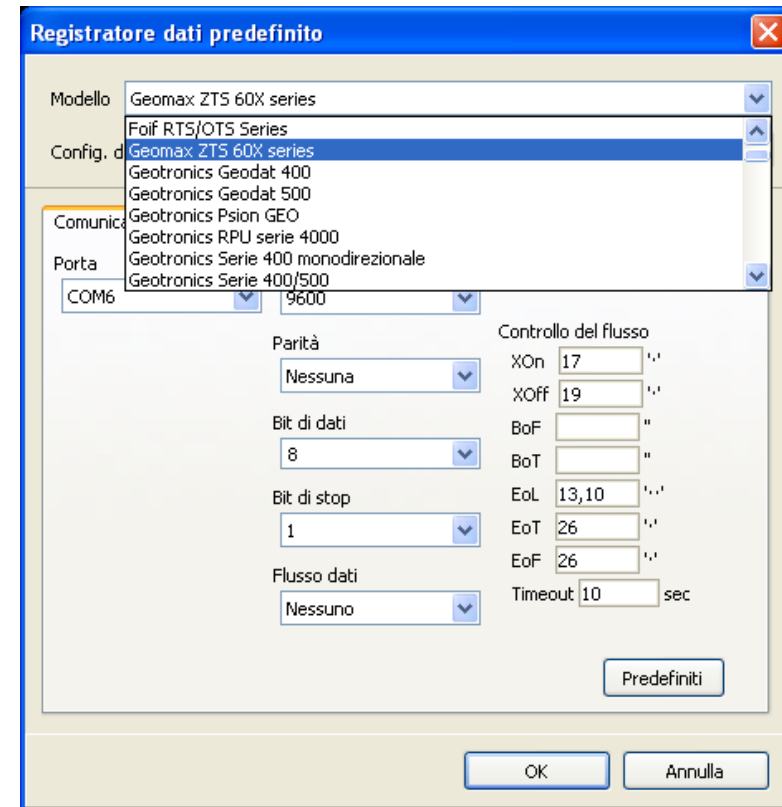 Registratore dati predefinito
Modello Geomax ZTS 60X series
Config. d
Foif RTS/OTS Series
Geomax ZTS 60X series
Geotronics Geodat 400
Geotronics Geodat 500
Geotronics Psion GEO
Geotronics RPU serie 4000
Geotronics Serie 400 monodirezionale
Geotronics Serie 400/500
Comunica
Porta
COM6
9600
Parità
Nessuna
Bit di dati
8
Bit di stop
1
Flusso dati
Nessuno
Controllo del flusso
XOn 17 '·'
XOff 19 '·'
BoF ''
BoT ''
EoL 13,10 '··'
EoT 26 '·'
EoF 26 '·'
Timeout 10 sec
Predefiniti
OK Annulla